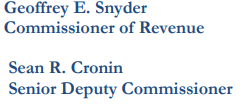 Geoffrey E. Snyder
Commissioner of Revenue
Sean R. Cronin
Senior Deputy Commissioner